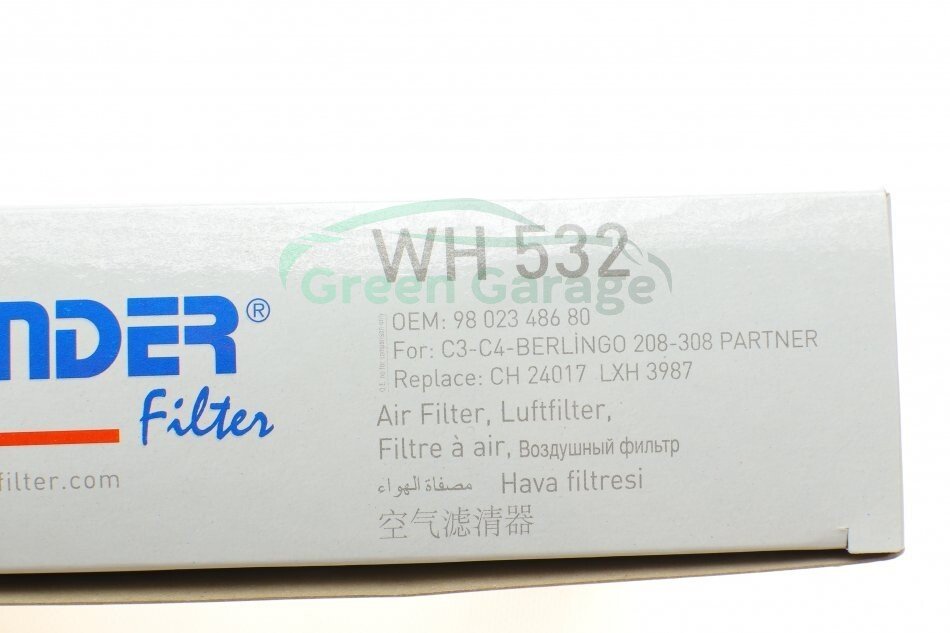 WH 532
Green Garage
NDER®
Filter
filter.com
OEM: 98 023 486 80
For: C3-C4-BERLİNGO 208-308 PARTNER
Replace: CH 24017 LXH 3987
Air Filter, Luftfilter,
Filtre à air, Воздушный фильтр
مصفاة الهواء Hava filtresi
空气滤清器